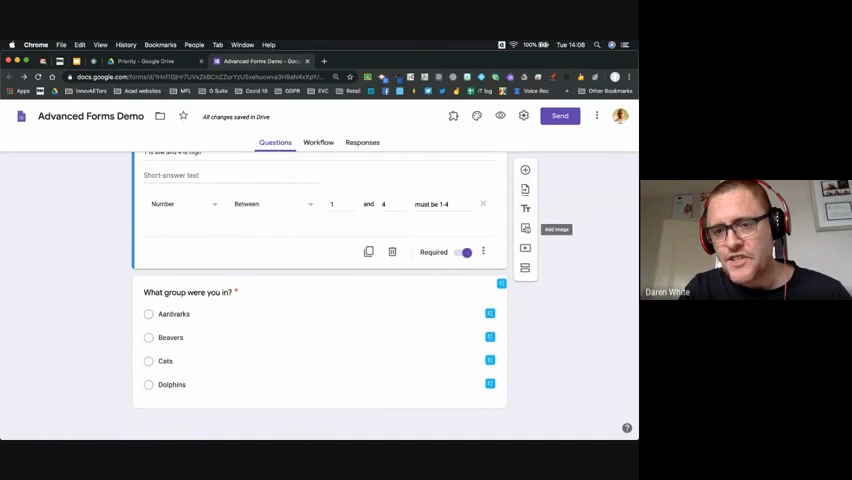 Chrome File Edit View History Bookmarks People Tab Window Help 100% Tue 14:08
Priority - Google Drive × Advanced Forms Demo - Goo × +
Apps InnovAETors Acad websites MFL G Suite Covid 19 GDPR EVC Retail IT log Voice Rec » Other Bookmarks
Advanced Forms Demo All changes saved in Drive Send
Questions Workflow Responses
1 is low and 4 is high
Short-answer text
Number Between 1 and 4 must be 1-4
Add image
Required
What group were you in? *
Aardvarks
Beavers
Cats
Dolphins
Daren White